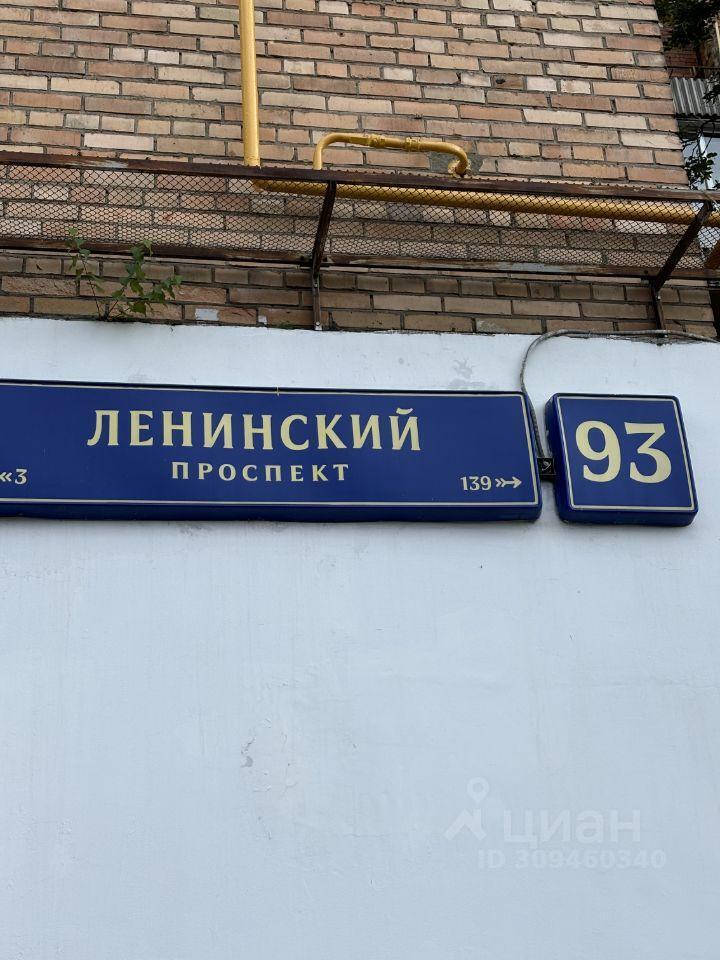 ЛЕНИНСКИЙ
ПРОСПЕКТ
«3
139 »→
93
циан
ID 309460340